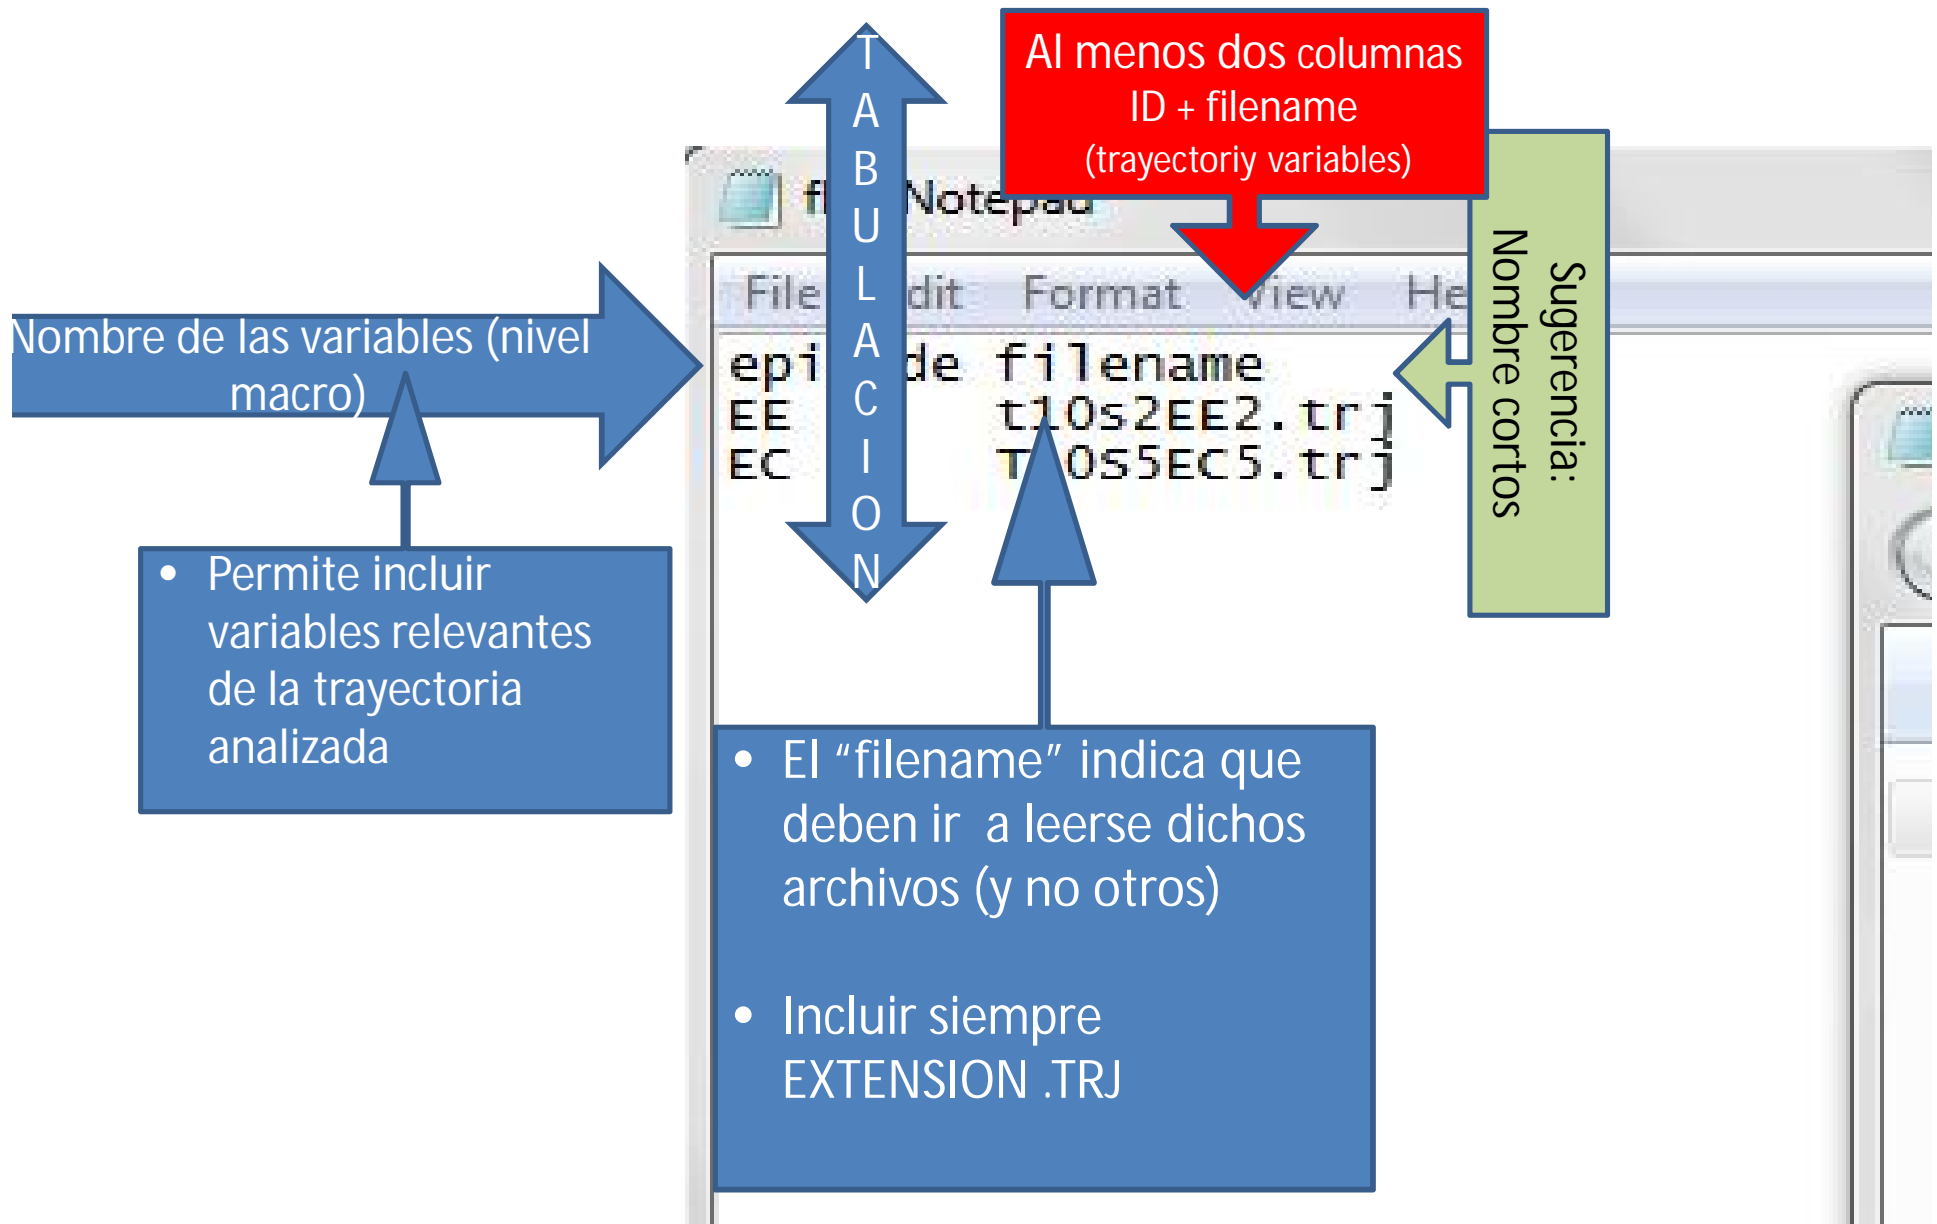 Al menos dos columnas
ID + filename
(trayectoriy variables)
TABULACION
Notepad
File
dit
Format
View
He
Sugerencia:
Nombre cortos
Nombre de las variables (nivel
macro)
epi de filename
EE t10s2EE2.trj
EC T 0S5EC5.trj
• Permite incluir
variables relevantes
de la trayectoria
analizada
• El “filename” indica que
deben ir a leerse dichos
archivos (y no otros)
• Incluir siempre
EXTENSION .TRJ